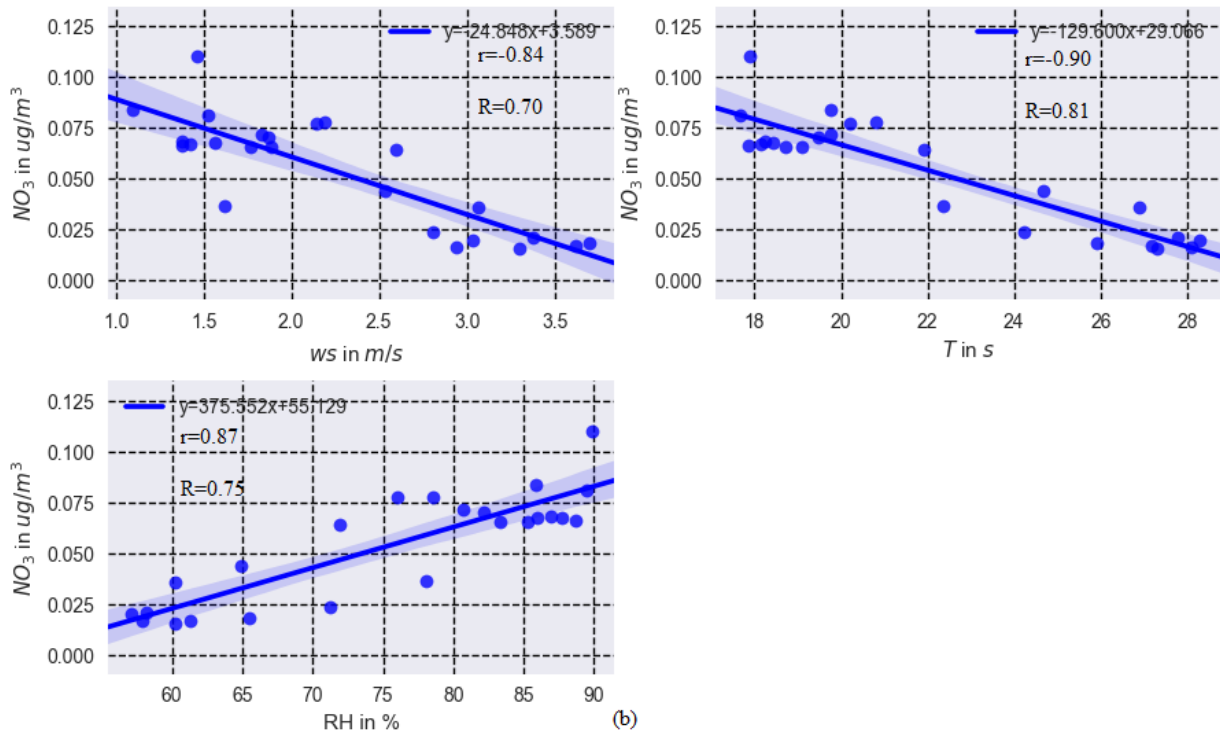 0.125
0.100
0.075
0.050
0.025
0.000
NO3 in ug/m3
y=-24.848x+3.589
r=-0.84
R=0.70
1.0 1.5 2.0 2.5 3.0 3.5
ws in m/s
0.125
0.100
0.075
0.050
0.025
0.000
NO3 in ug/m3
y=-129.600x+29.066
r=-0.90
R=0.81
18 20 22 24 26 28
T in s
0.125
0.100
0.075
0.050
0.025
0.000
NO3 in ug/m3
y=375.552x+55.129
r=0.87
R=0.75
60 65 70 75 80 85 90
RH in %
(b)